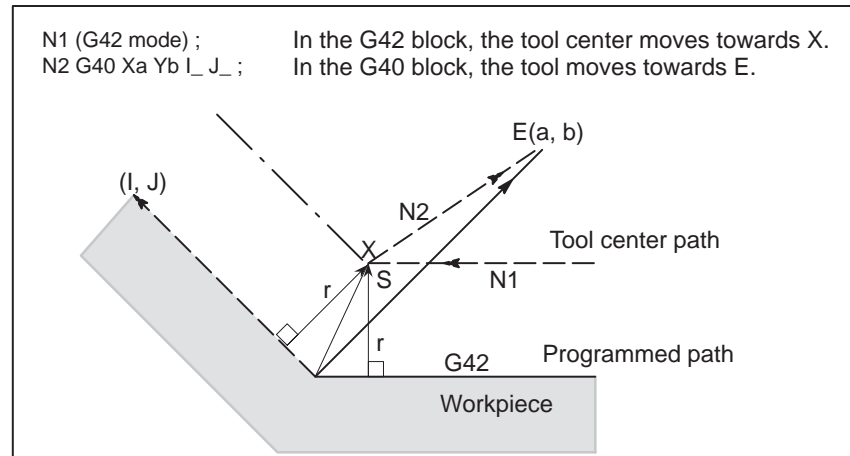 N1 (G42 mode) ; In the G42 block, the tool center moves towards X.
N2 G40 Xa Yb I_ J_ ; In the G40 block, the tool moves towards E.
E(a, b)
(I, J)
N2
X
Tool center path
S
N1
r
r
G42
Programmed path
Workpiece